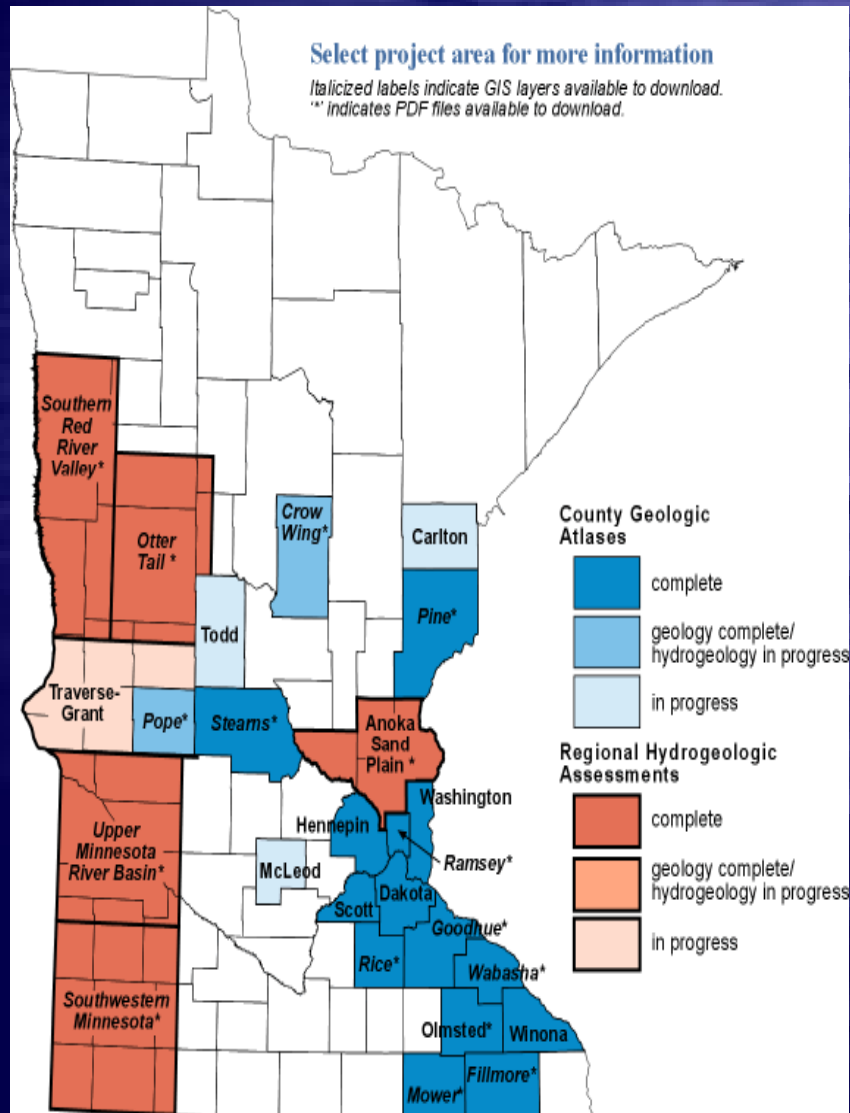 Select project area for more information
Italicized labels indicate GIS layers available to download.
'*' indicates PDF files available to download.
Southern
Red
River
Valley*
Otter
Tail *
Crow
Wing*
Carlton
Pine*
Todd
Traverse-
Grant
Pope*
Stearns*
Anoka
Sand
Plain *
Washington
Hennepin
Ramsey*
Upper
Minnesota
River Basin*
McLeod
Scott
Dakota
Goodhue*
Rice*
Wabasha*
Southwestern
Minnesota*
Olmsted*
Winona
Fillmore*
Mower*
County Geologic
Atlases
complete
geology complete/
hydrogeology in progress
in progress
Regional Hydrogeologic
Assessments
complete
geology complete/
hydrogeology in progress
in progress